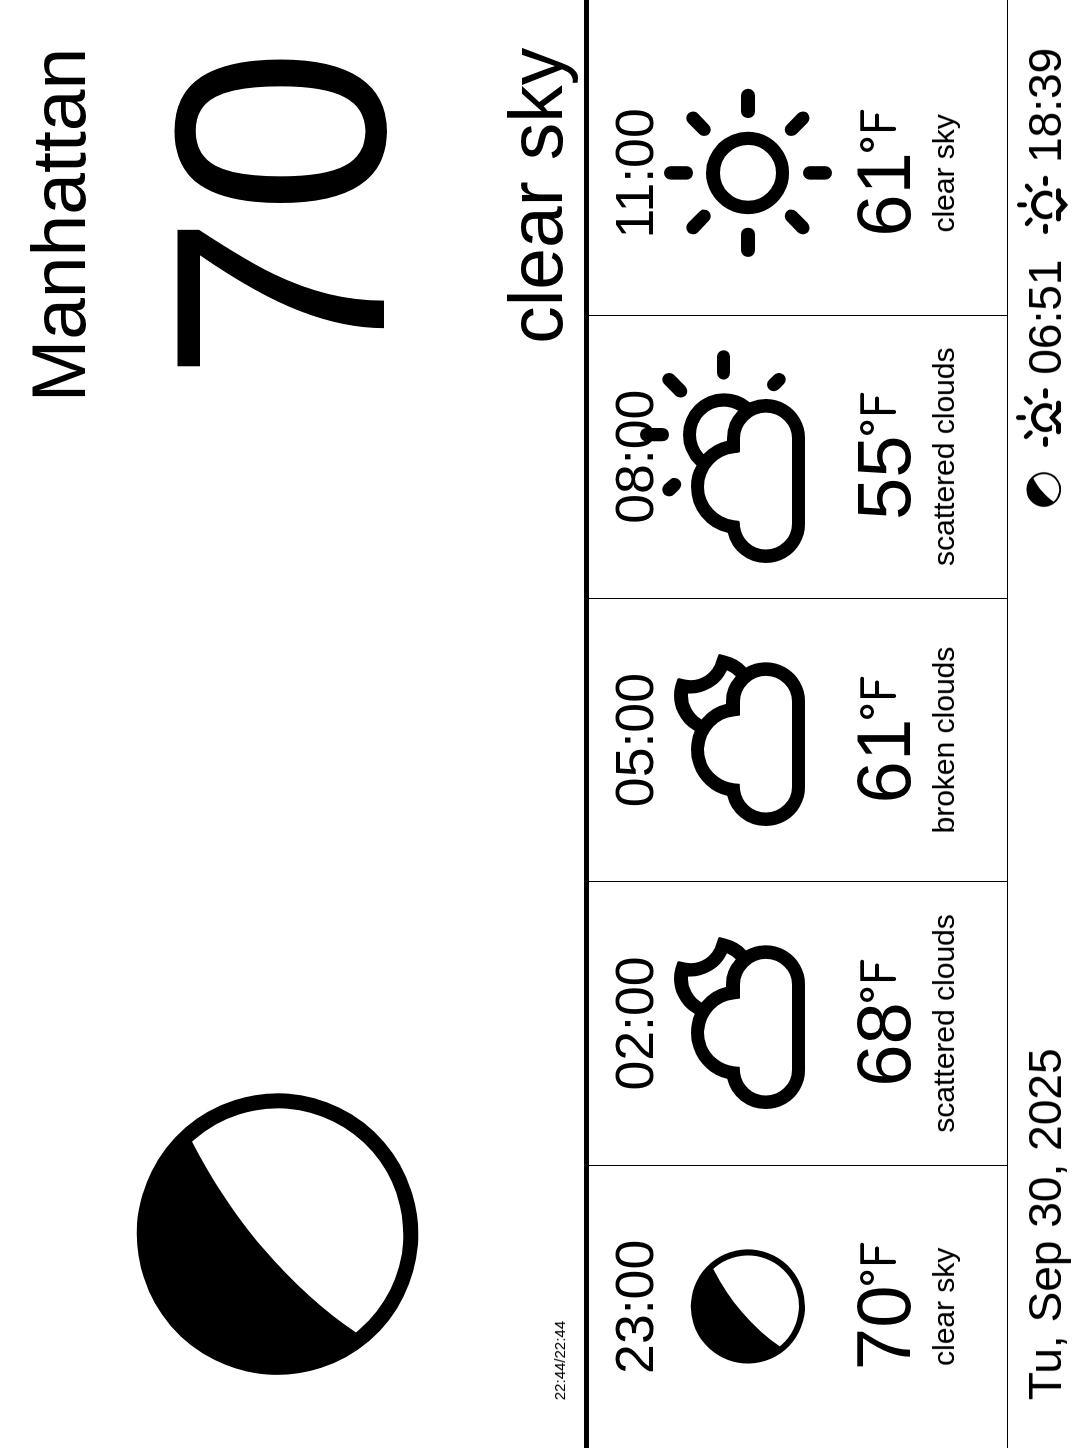 Manhattan
70
clear sky
22:44/22:44
23:00
70°F
clear sky
02:00
68°F
scattered clouds
05:00
61°F
broken clouds
08:00
55°F
scattered clouds
11:00
61°F
clear sky
Tu, Sep 30, 2025
06:51
18:39